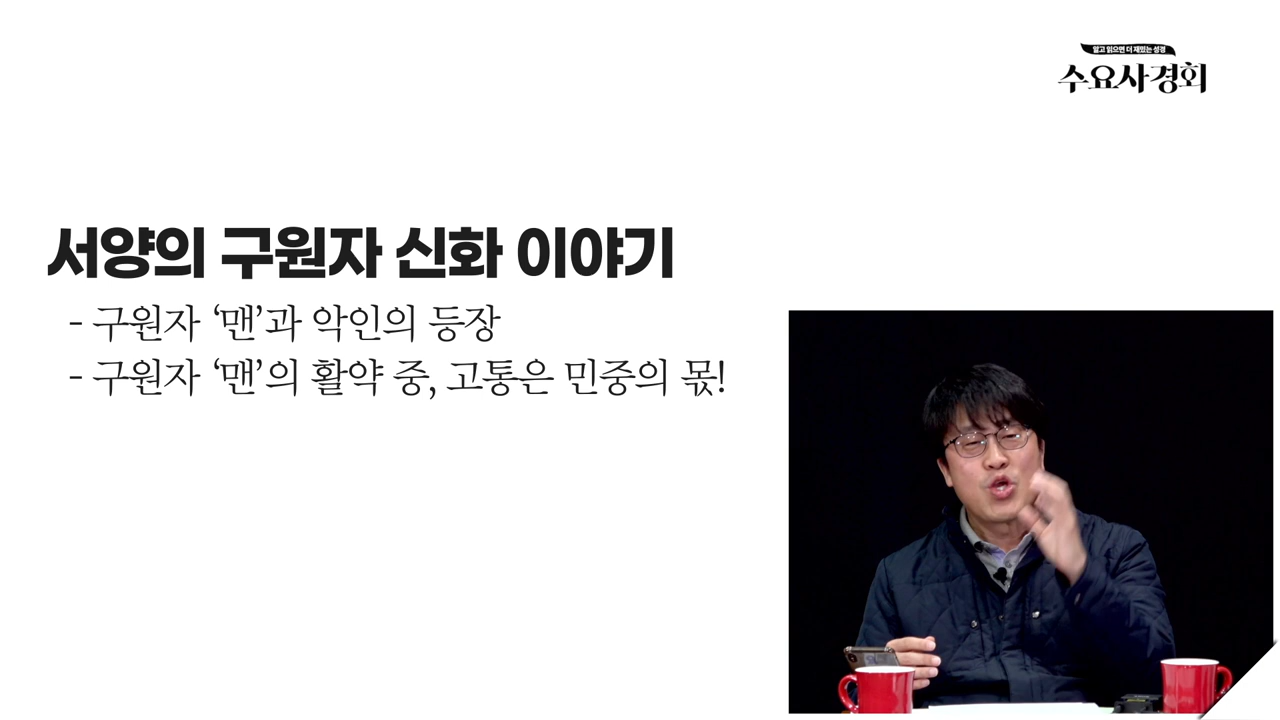 알고 읽으면 더 재밌는 성경
수요사경회
서양의 구원자 신화 이야기
- 구원자 ‘맨’과 악인의 등장
- 구원자 ‘맨’의 활약 중, 고통은 민중의 몫!